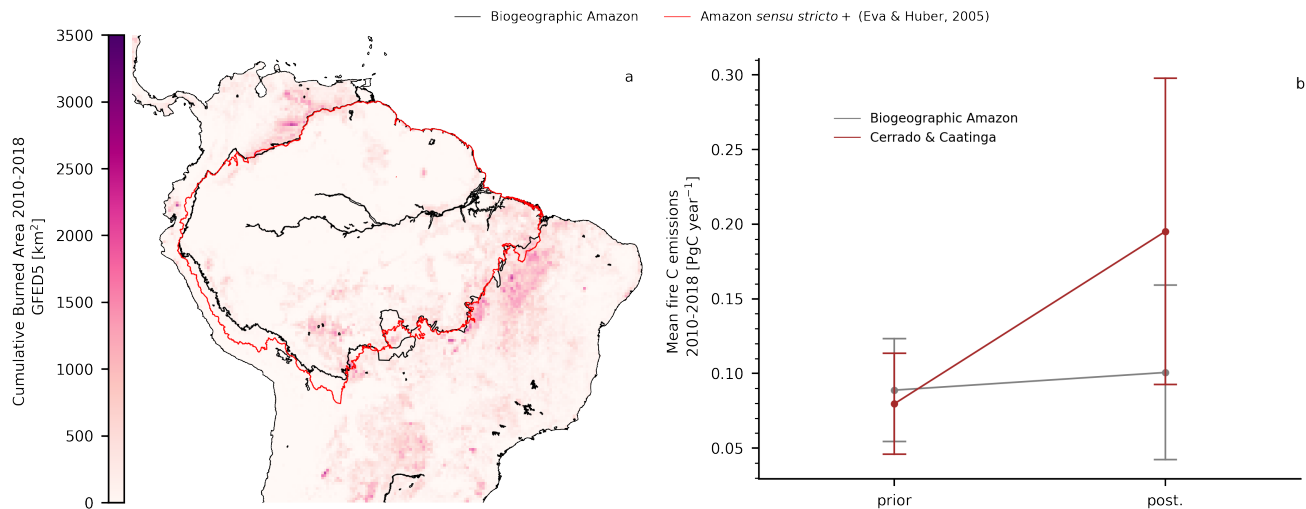 Biogeographic Amazon
Amazon sensu stricto + (Eva & Huber, 2005)
a
3500
3000
2500
2000
1500
1000
500
0
Cumulative Burned Area 2010-2018
GFED5 [km²]
b
0.30
0.25
0.20
0.15
0.10
0.05
Mean fire C emissions
2010-2018 [PgC year⁻¹]
Biogeographic Amazon
Cerrado & Caatinga
prior
post.